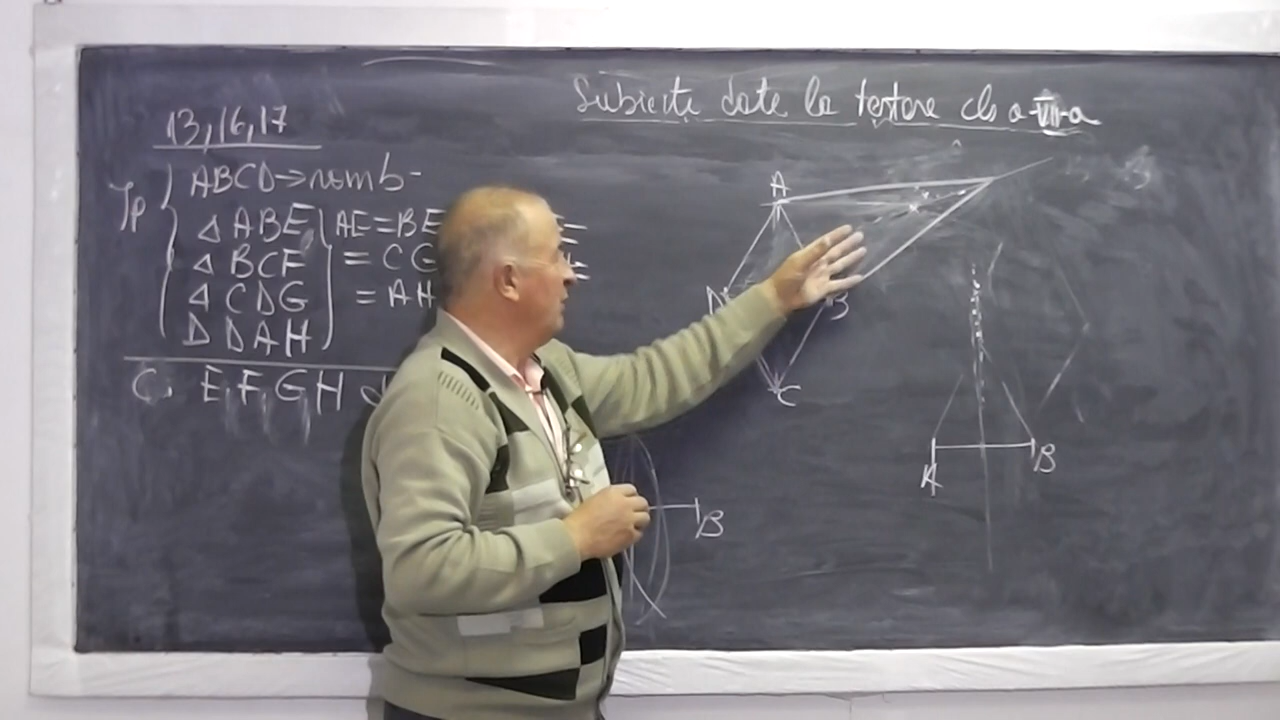 Subiecte date la testare cls a-VII-a
13,16,17
Jp
ABCD→romb
△ ABE AE=BE
△ BCF = CG
△ CDG = AH
D DAH
=
=
C. E,F,G,H
A
D
B
C
A
B
B